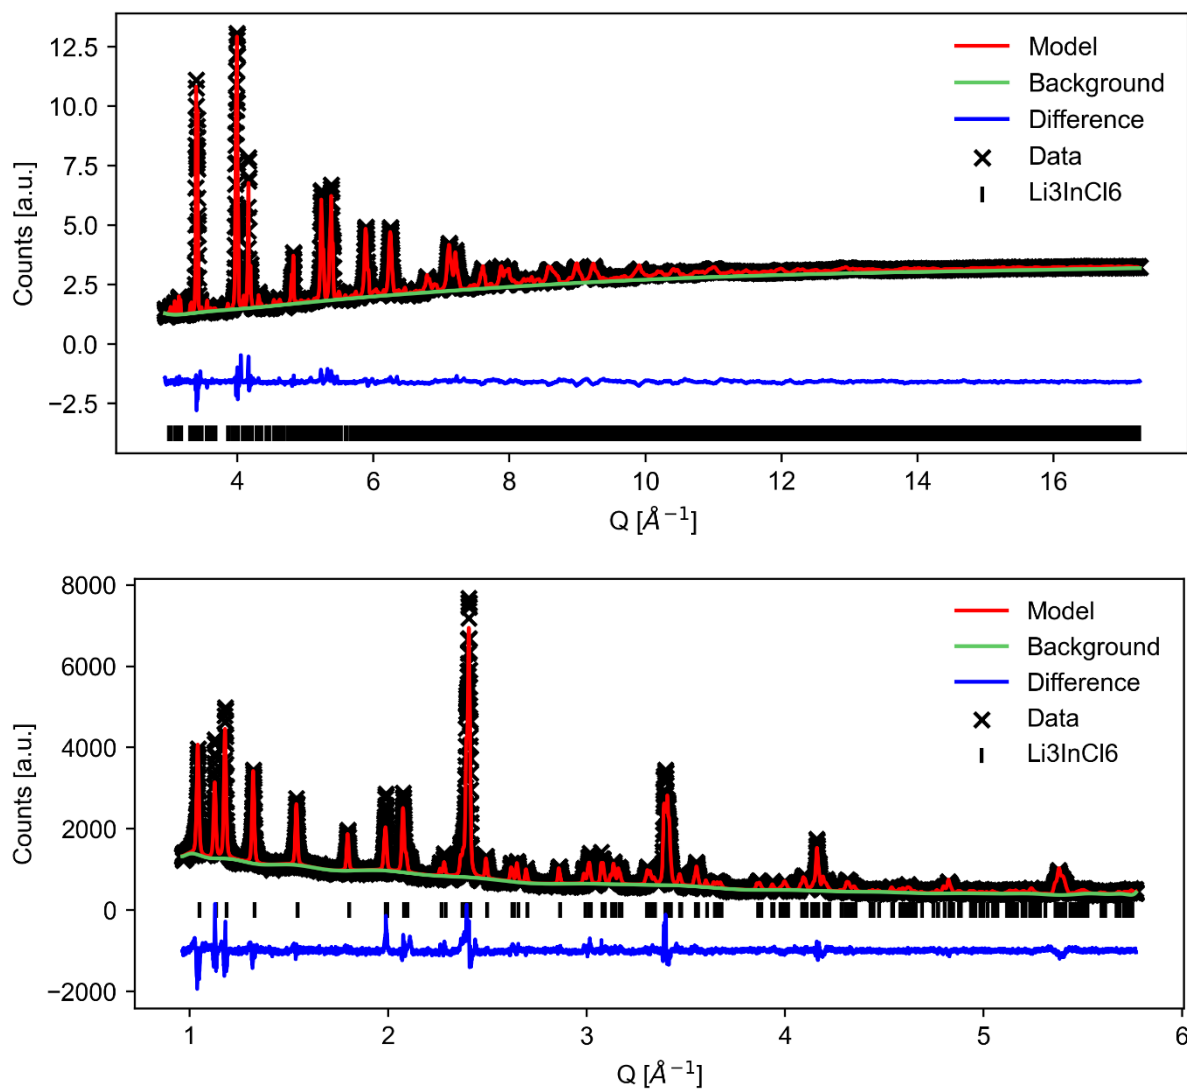 12.5
10.0
7.5
5.0
2.5
0.0
−2.5
Counts [a.u.]
Model
Background
Difference
Data
Li3InCl6
4 6 8 10 12 14 16
Q [Å⁻¹]
8000
6000
4000
2000
0
−2000
Counts [a.u.]
Model
Background
Difference
Data
Li3InCl6
1 2 3 4 5 6
Q [Å⁻¹]